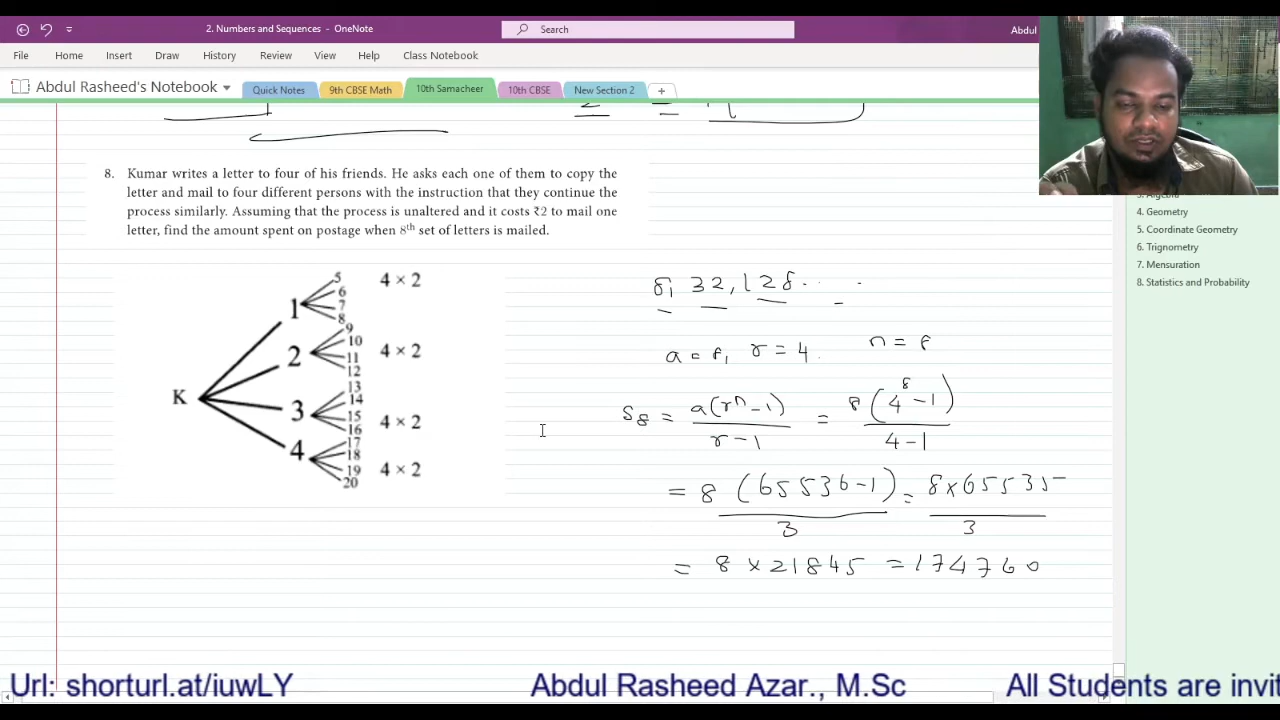 2. Numbers and Sequences - OneNote
Search
Abdul
File Home Insert Draw History Review View Help Class Notebook
Abdul Rasheed's Notebook
Quick Notes 9th CBSE Math 10th Samacheer 10th CBSE New Section 2
8. Kumar writes a letter to four of his friends. He asks each one of them to copy the
letter and mail to four different persons with the instruction that they continue the
process similarly. Assuming that the process is unaltered and it costs ₹2 to mail one
letter, find the amount spent on postage when 8th set of letters is mailed.
K
1
2
3
4
5
6
7
8
9
10
11
12
13
14
15
16
17
18
19
20
4 × 2
4 × 2
4 × 2
4 × 2
8, 32, 128 . . .
a = 8, r = 4 n = 8
S8 = a(r^n - 1) / r - 1 = 8(4^8 - 1) / 4 - 1
= 8 (65536 - 1) / 3 = 8 × 65535 / 3
= 8 × 21845 = 174760
4. Geometry
5. Coordinate Geometry
6. Trignometry
7. Mensuration
8. Statistics and Probability
Url: shorturl.at/iuwLY Abdul Rasheed Azar., M.Sc All Students are invit